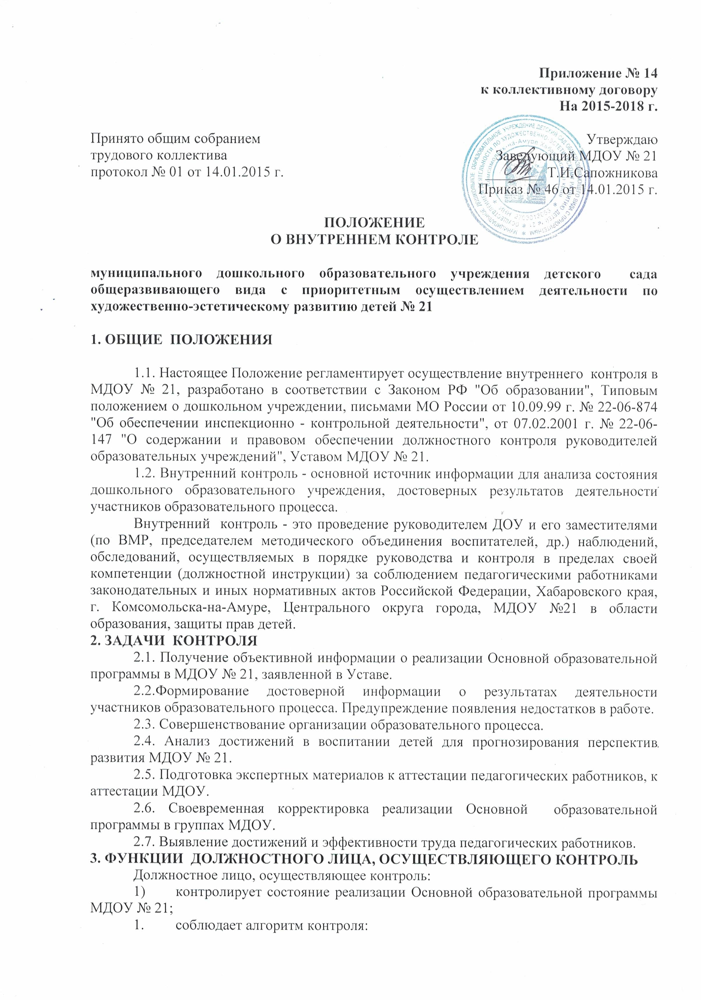 Приложение № 14
к коллективному договору
На 2015-2018 г.
Принято общим собранием
трудового коллектива
протокол № 01 от 14.01.2015 г.
Утверждаю
Заведующий МДОУ № 21
Т.И.Сапожникова
Приказ № 46 от 14.01.2015 г.
ПОЛОЖЕНИЕ
О ВНУТРЕННЕМ КОНТРОЛЕ
муниципального дошкольного образовательного учреждения детского сада
общеразвивающего вида с приоритетным осуществлением деятельности по
художественно-эстетическому развитию детей № 21
1. ОБЩИЕ ПОЛОЖЕНИЯ
1.1. Настоящее Положение регламентирует осуществление внутреннего контроля в
МДОУ № 21, разработано в соответствии с Законом РФ "Об образовании", Типовым
положением о дошкольном учреждении, письмами МО России от 10.09.99 г. № 22-06-874
"Об обеспечении инспекционно - контрольной деятельности", от 07.02.2001 г. № 22-06-
147 "О содержании и правовом обеспечении должностного контроля руководителей
образовательных учреждений", Уставом МДОУ № 21.
1.2. Внутренний контроль - основной источник информации для анализа состояния
дошкольного образовательного учреждения, достоверных результатов деятельности
участников образовательного процесса.
Внутренний контроль - это проведение руководителем ДОУ и его заместителями
(по ВМР, председателем методического объединения воспитателей, др.) наблюдений,
обследований, осуществляемых в порядке руководства и контроля в пределах своей
компетенции (должностной инструкции) за соблюдением педагогическими работниками
законодательных и иных нормативных актов Российской Федерации, Хабаровского края,
г. Комсомольска-на-Амуре, Центрального округа города, МДОУ №21 в области
образования, защиты прав детей.
2. ЗАДАЧИ КОНТРОЛЯ
2.1. Получение объективной информации о реализации Основной образовательной
программы в МДОУ № 21, заявленной в Уставе.
2.2.Формирование достоверной информации о результатах деятельности
участников образовательного процесса. Предупреждение появления недостатков в работе.
2.3. Совершенствование организации образовательного процесса.
2.4. Анализ достижений в воспитании детей для прогнозирования перспектив
развития МДОУ № 21.
2.5. Подготовка экспертных материалов к аттестации педагогических работников, к
аттестации МДОУ.
2.6. Своевременная корректировка реализации Основной образовательной
программы в группах МДОУ.
2.7. Выявление достижений и эффективности труда педагогических работников.
3. ФУНКЦИИ ДОЛЖНОСТНОГО ЛИЦА, ОСУЩЕСТВЛЯЮЩЕГО КОНТРОЛЬ
Должностное лицо, осуществляющее контроль:
1) контролирует состояние реализации Основной образовательной программы
МДОУ № 21;
1. соблюдает алгоритм контроля: